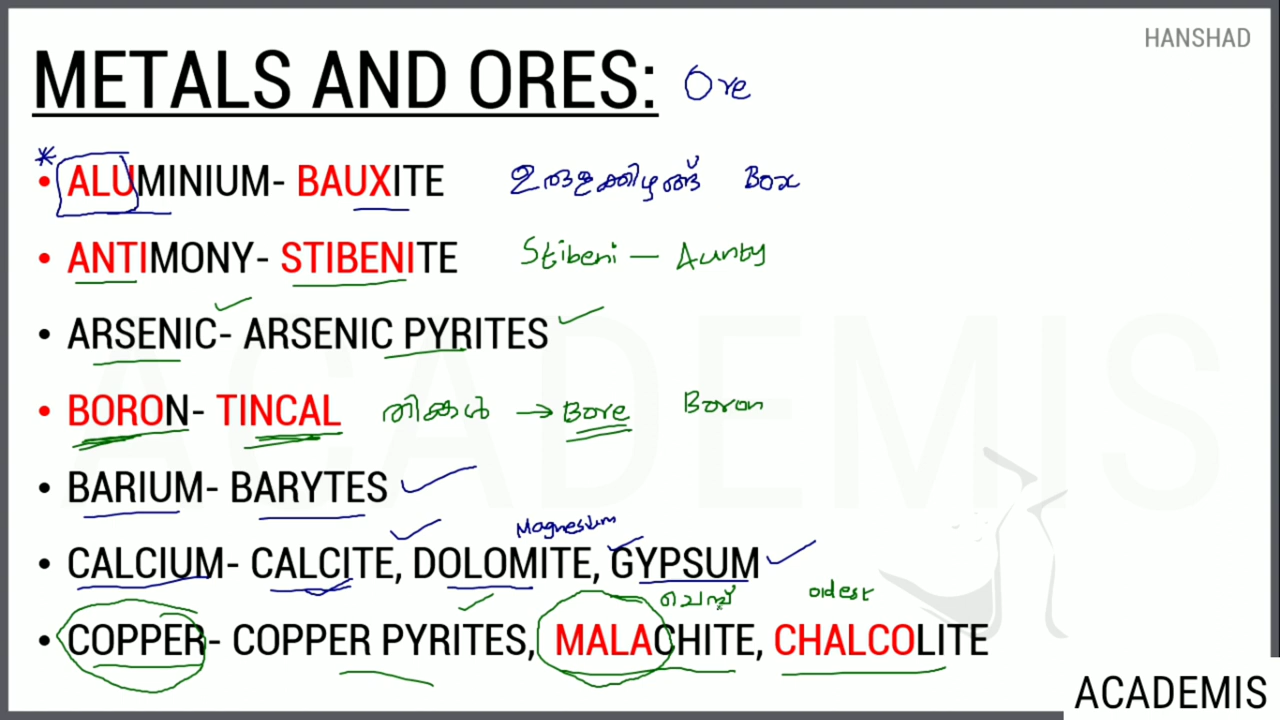 HANSHAD
METALS AND ORES: Ore
* • ALUMINIUM- BAUXITE ഉരുളക്കിഴങ്ങ് Box
• ANTIMONY- STIBENITE Stibeni — Aunty
• ARSENIC- ARSENIC PYRITES
• BORON- TINCAL തിങ്കൾ → Bore Boron
• BARIUM- BARYTES
Magnesium
• CALCIUM- CALCITE, DOLOMITE, GYPSUM
ചെമ്പ് oldest
• COPPER- COPPER PYRITES, MALACHITE, CHALCOLITE
ACADEMIS
ACADEMIS